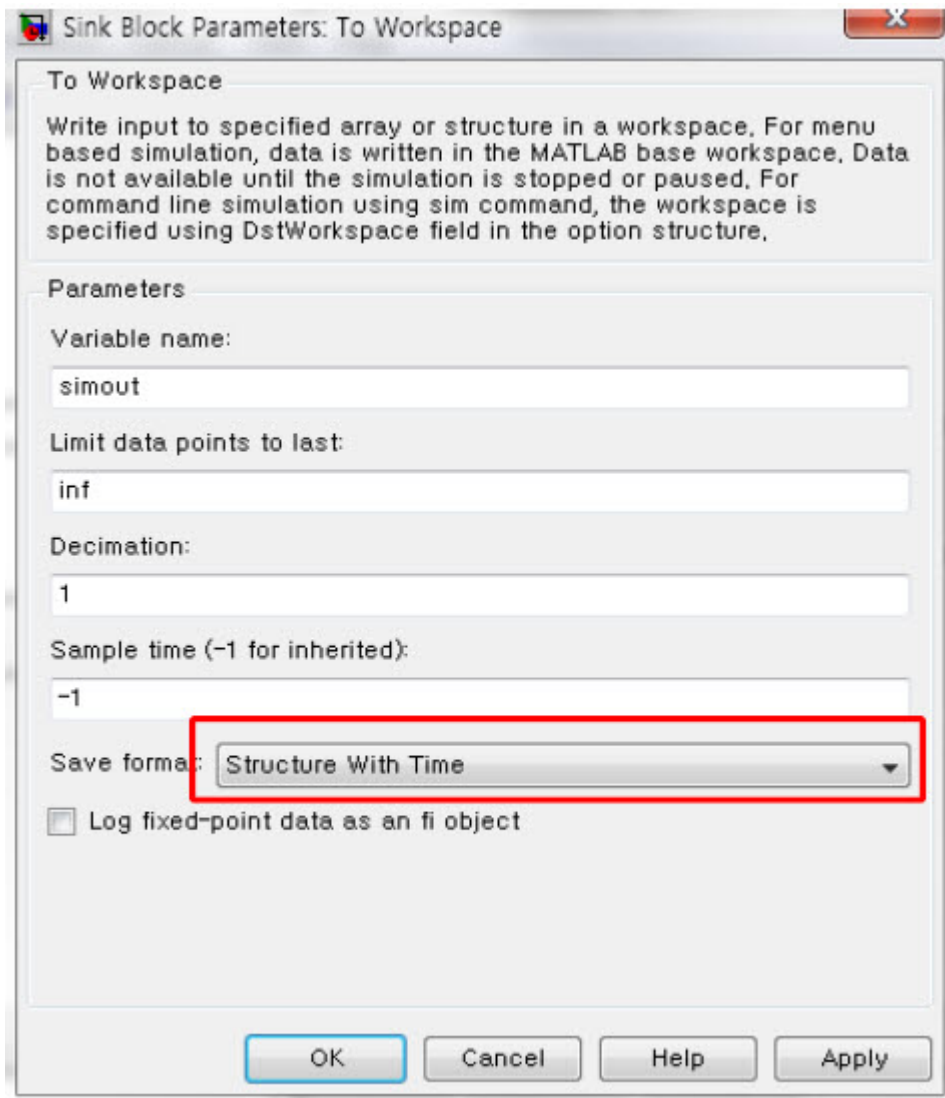 Sink Block Parameters: To Workspace
X
To Workspace
Write input to specified array or structure in a workspace. For menu
based simulation, data is written in the MATLAB base workspace. Data
is not available until the simulation is stopped or paused. For
command line simulation using sim command, the workspace is
specified using DstWorkspace field in the option structure.
Parameters
Variable name:
simout
Limit data points to last:
inf
Decimation:
1
Sample time (-1 for inherited):
-1
Save format: Structure With Time
Log fixed-point data as an fi object
OK Cancel Help Apply